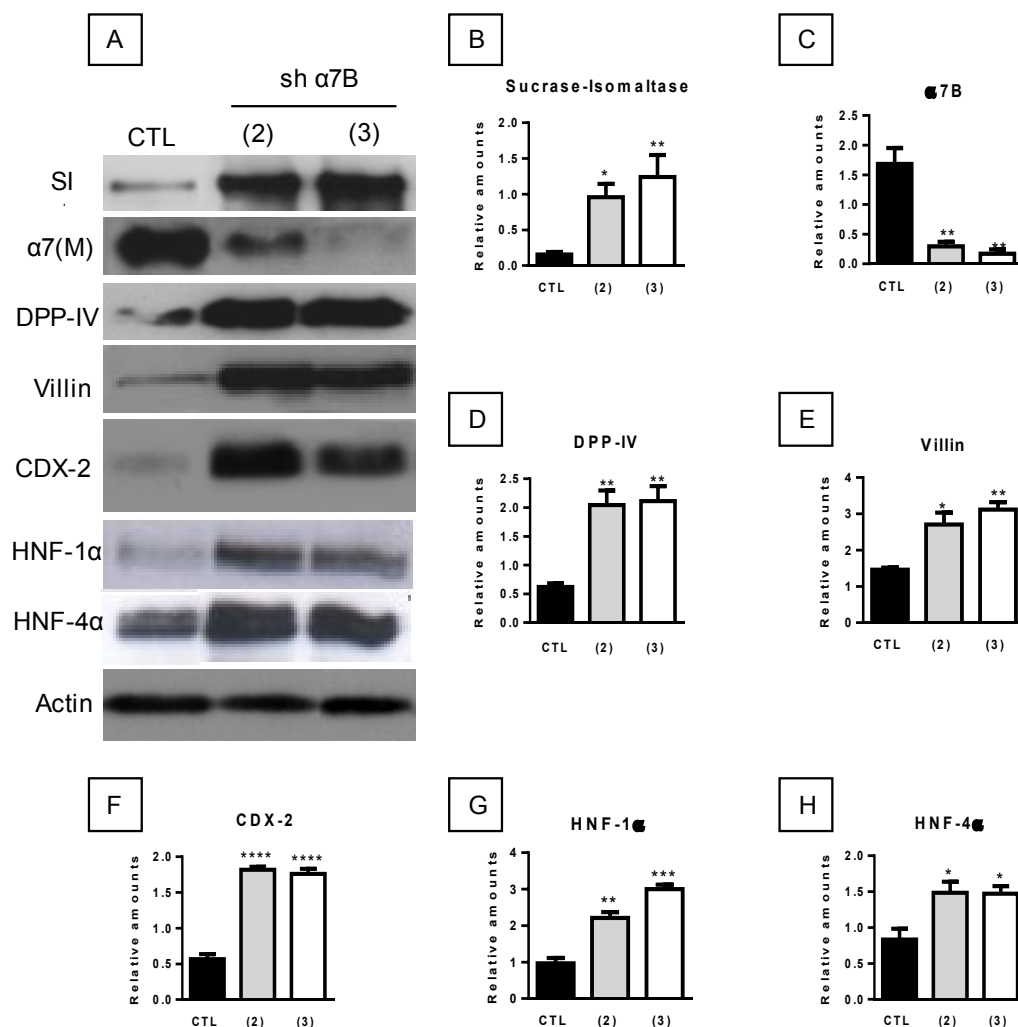 A
sh α7B
CTL
(2)
(3)
SI
α7(M)
DPP-IV
Villin
CDX-2
HNF-1α
HNF-4α
Actin
B
Sucrase-Isomaltase
Relative amounts
2.0
1.5
1.0
0.5
0.0
*
**
CTL
(2)
(3)
C
α7B
Relative amounts
2.0
1.5
1.0
0.5
0.0
**
**
CTL
(2)
(3)
D
DPP-IV
Relative amounts
2.5
2.0
1.5
1.0
0.5
0.0
**
**
CTL
(2)
(3)
E
Villin
Relative amounts
4
3
2
1
0
*
**
CTL
(2)
(3)
F
CDX-2
Relative amounts
2.0
1.5
1.0
0.5
0.0
****
****
CTL
(2)
(3)
G
HNF-1α
Relative amounts
4
3
2
1
0
**
***
CTL
(2)
(3)
H
HNF-4α
Relative amounts
2.0
1.5
1.0
0.5
0.0
*
*
CTL
(2)
(3)